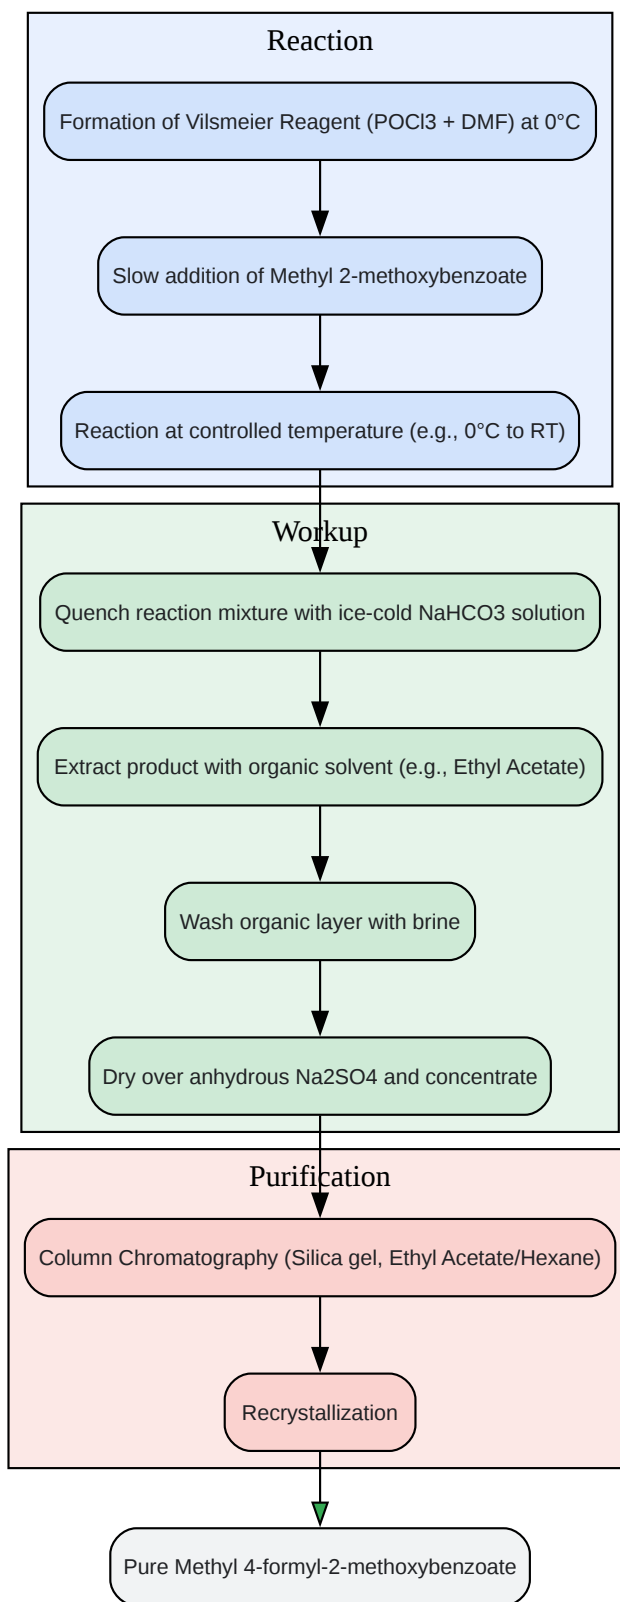 Reaction
Formation of Vilsmeier Reagent (POCl3 + DMF) at 0°C
Slow addition of Methyl 2-methoxybenzoate
Reaction at controlled temperature (e.g., 0°C to RT)
Workup
Quench reaction mixture with ice-cold NaHCO3 solution
Extract product with organic solvent (e.g., Ethyl Acetate)
Wash organic layer with brine
Dry over anhydrous Na2SO4 and concentrate
Purification
Column Chromatography (Silica gel, Ethyl Acetate/Hexane)
Recrystallization
Pure Methyl 4-formyl-2-methoxybenzoate